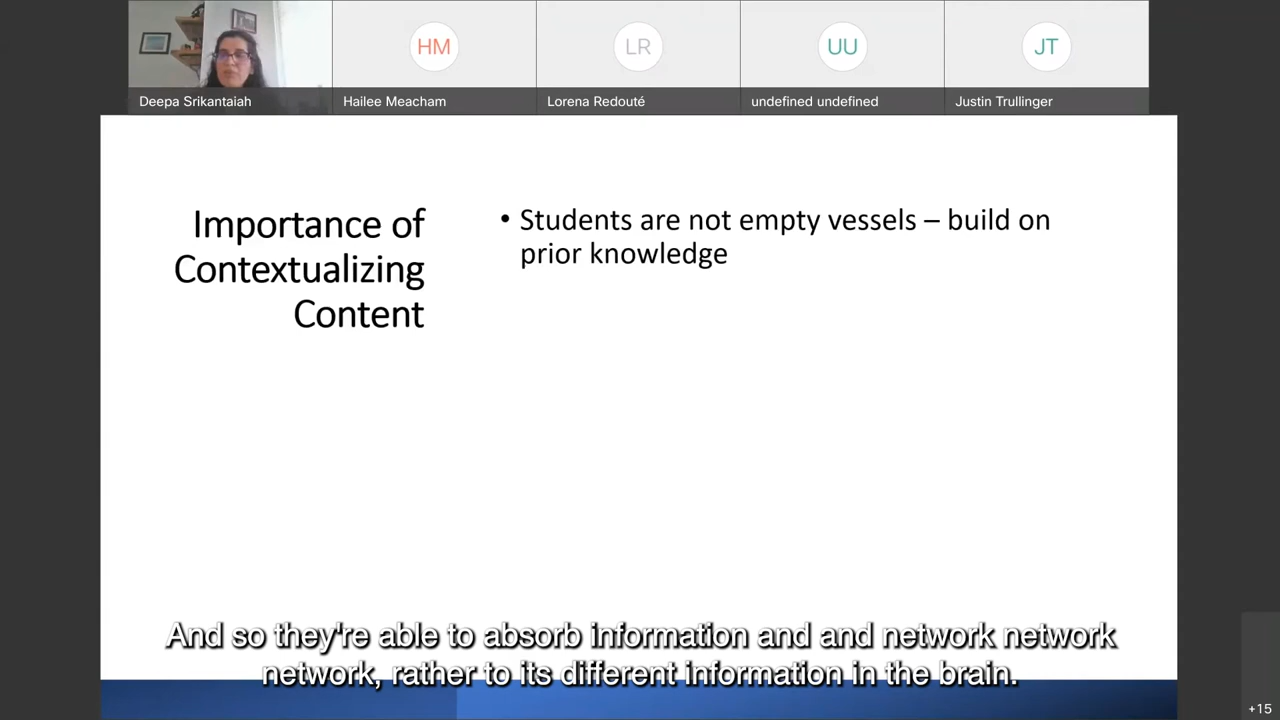 HM
LR
UU
JT
Deepa Srikantaiah
Hailee Meacham
Lorena Redouté
undefined undefined
Justin Trullinger
Importance of
Contextualizing
Content
• Students are not empty vessels – build on
prior knowledge
And so they're able to absorb information and and network network
network, rather to its different information in the brain.
+15